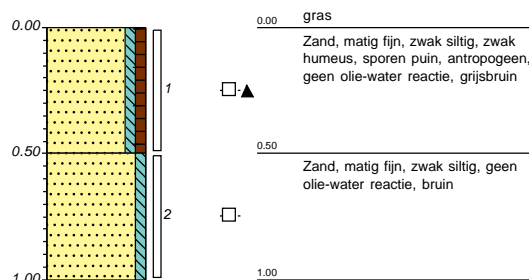 gras
0.00
0.00
Zand, matig fijn, zwak siltig, zwak
humeus, sporen puin, antropogeen,
geen olie-water reactie, grijsbruin
1
0.50
0.50
Zand, matig fijn, zwak siltig, geen
olie-water reactie, bruin
2
1.00
1.00